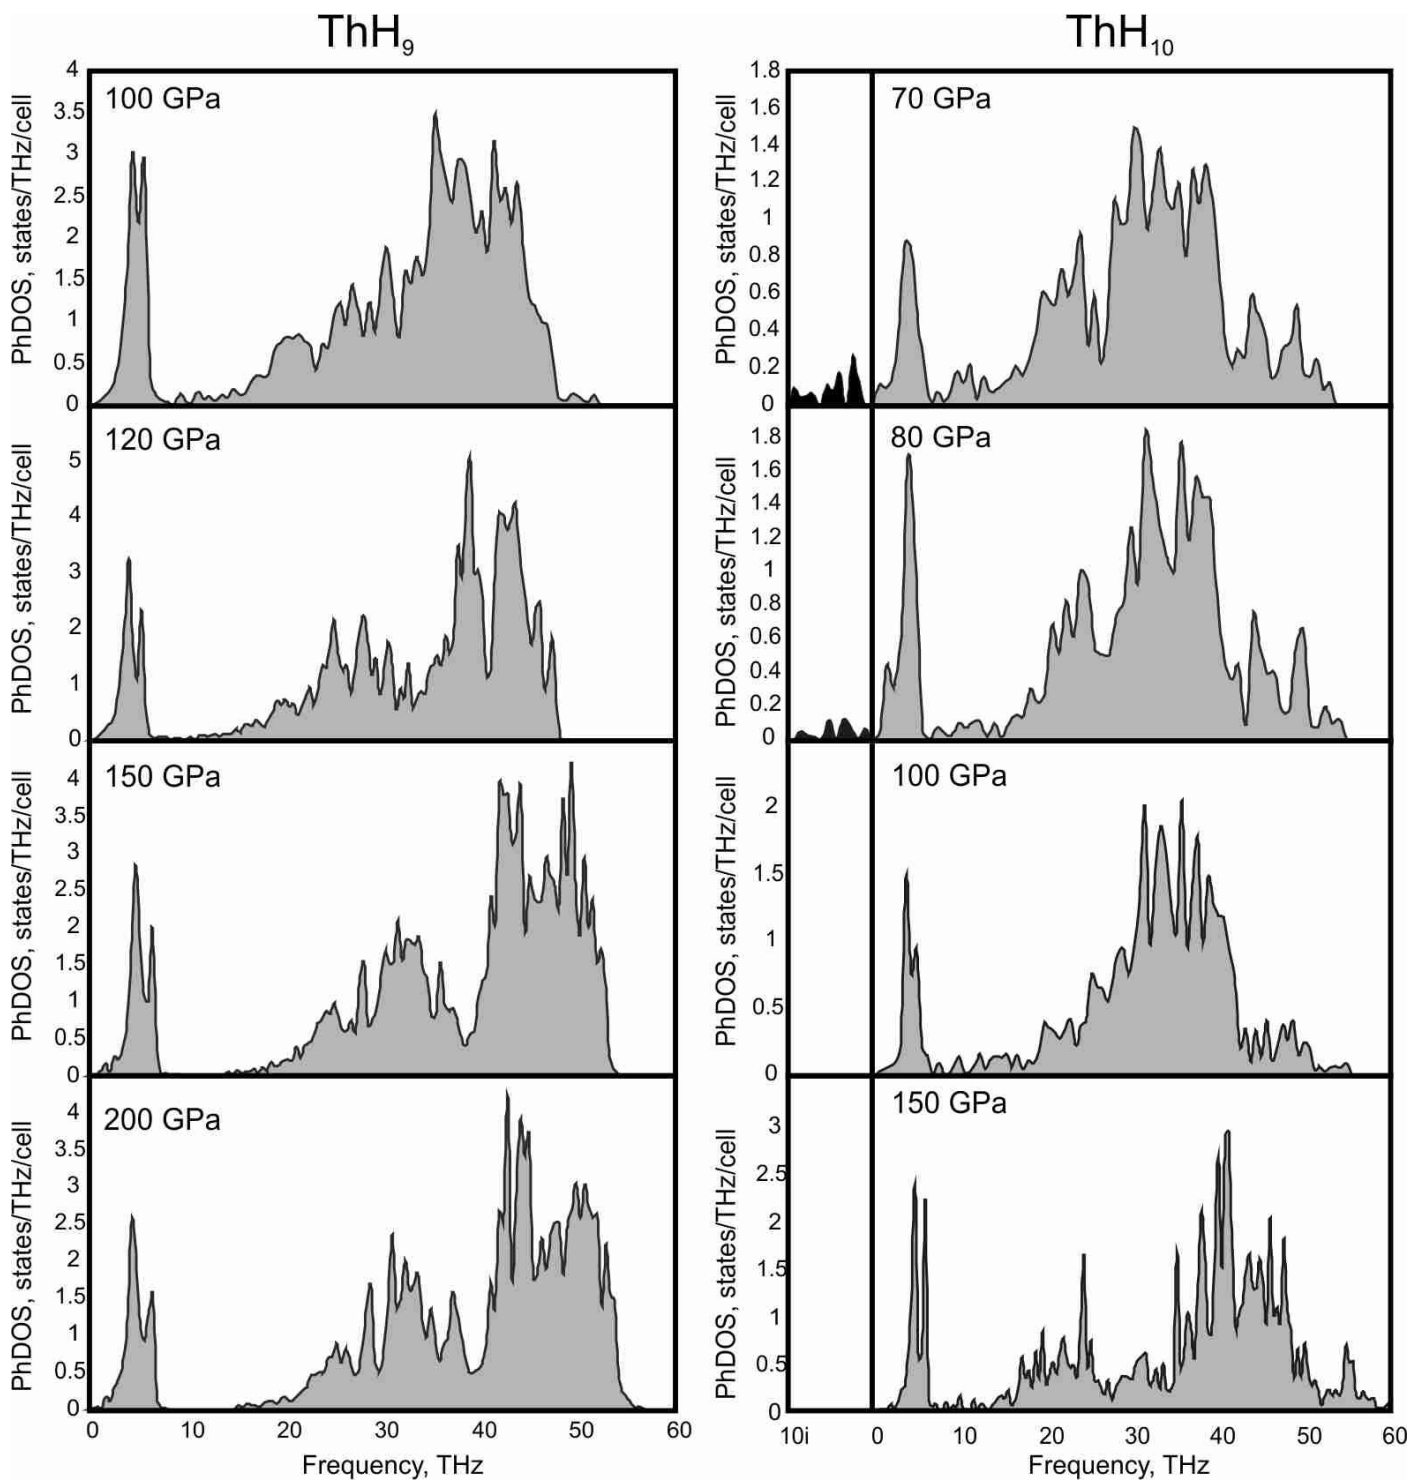 ThH9
ThH10
100 GPa
PhDOS, states/THz/cell
4
3.5
3
2.5
2
1.5
1
0.5
0
120 GPa
PhDOS, states/THz/cell
5
4
3
2
1
0
150 GPa
PhDOS, states/THz/cell
4
3.5
3
2.5
2
1.5
1
0.5
0
200 GPa
PhDOS, states/THz/cell
4
3.5
3
2.5
2
1.5
1
0.5
0
0 10 20 30 40 50 60
Frequency, THz
70 GPa
PhDOS, states/THz/cell
1.8
1.6
1.4
1.2
1
0.8
0.6
0.4
0.2
0
80 GPa
PhDOS, states/THz/cell
1.8
1.6
1.4
1.2
1
0.8
0.6
0.4
0.2
0
100 GPa
PhDOS, states/THz/cell
2
1.5
1
0.5
0
150 GPa
PhDOS, states/THz/cell
3
2.5
2
1.5
1
0.5
0
10i 0 10 20 30 40 50 60
Frequency, THz